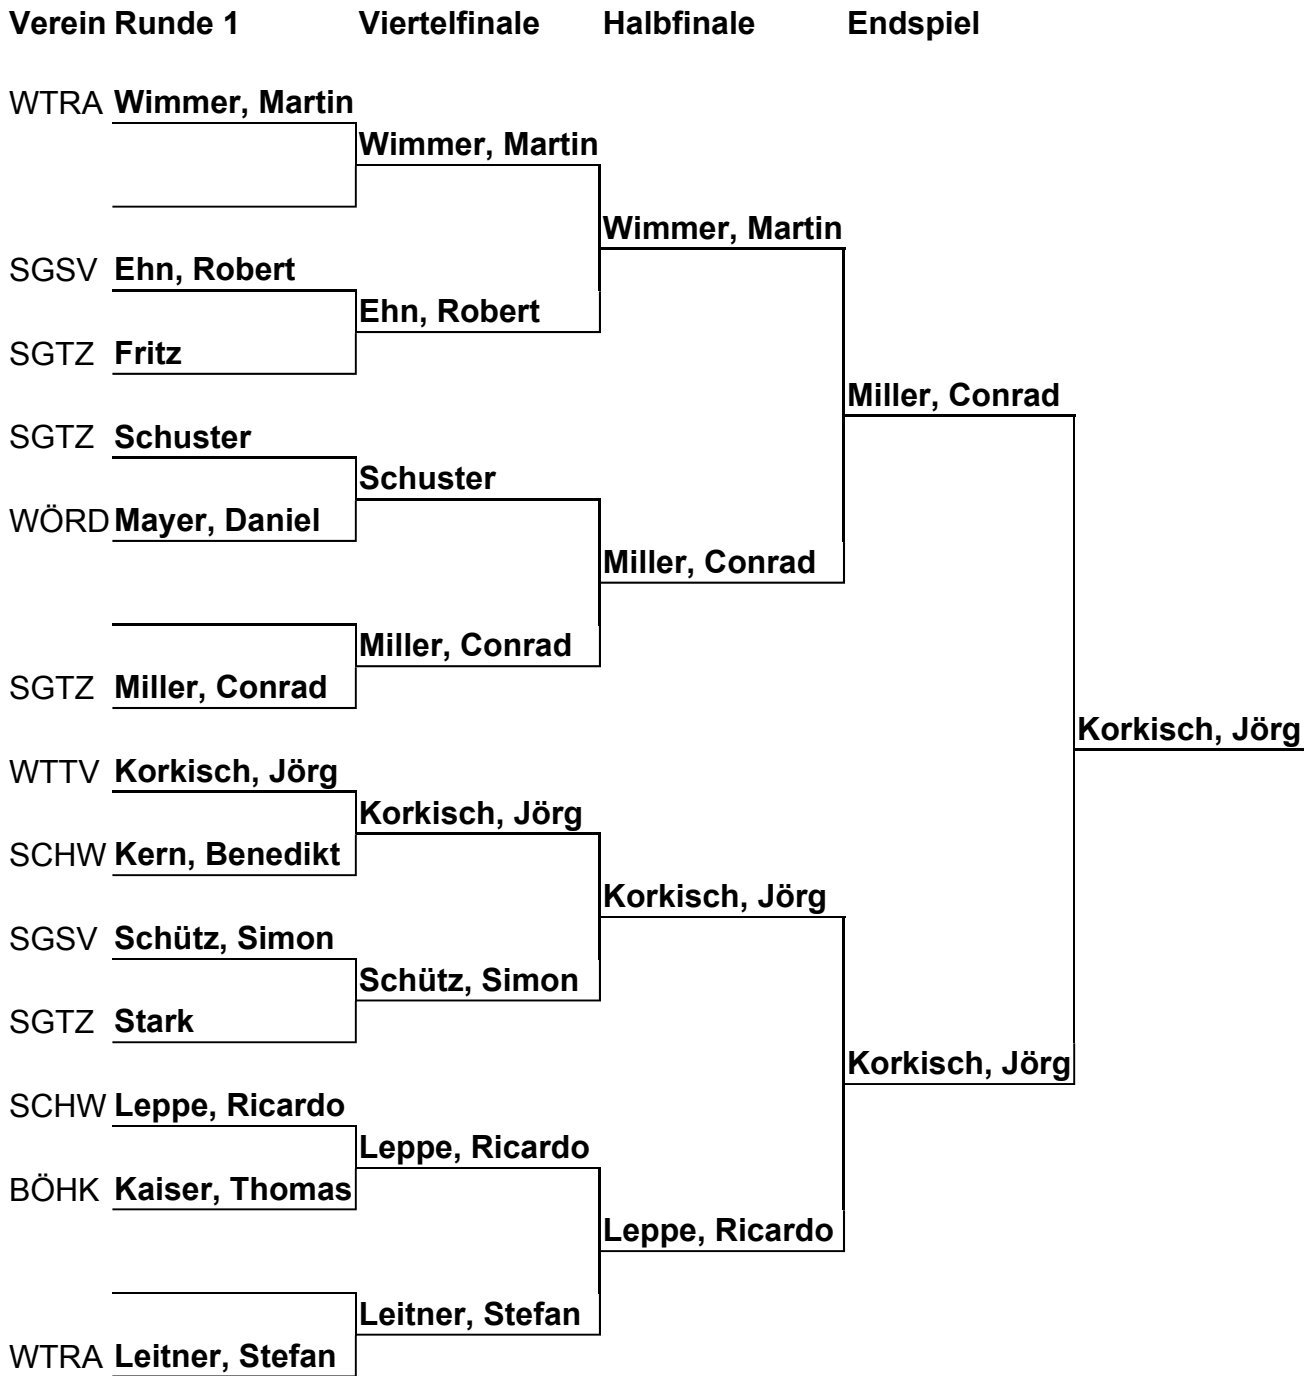 Verein Runde 1 Viertelfinale Halbfinale Endspiel
WTRA Wimmer, Martin
Wimmer, Martin
Wimmer, Martin
SGSV Ehn, Robert
Ehn, Robert
SGTZ Fritz
Miller, Conrad
SGTZ Schuster
Schuster
WÖRD Mayer, Daniel
Miller, Conrad
Miller, Conrad
SGTZ Miller, Conrad
Korkisch, Jörg
WTTV Korkisch, Jörg
Korkisch, Jörg
SCHW Kern, Benedikt
Korkisch, Jörg
SGSV Schütz, Simon
Schütz, Simon
SGTZ Stark
Korkisch, Jörg
SCHW Leppe, Ricardo
Leppe, Ricardo
BÖHK Kaiser, Thomas
Leppe, Ricardo
Leitner, Stefan
WTRA Leitner, Stefan